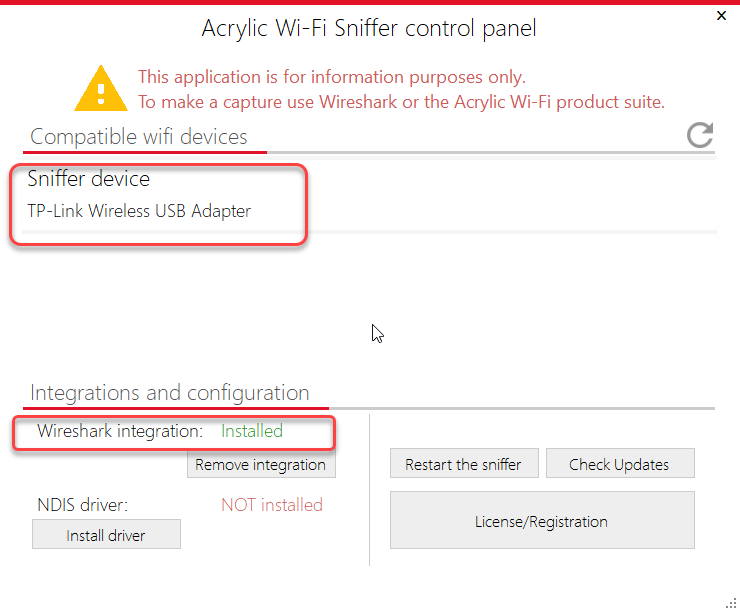 Acrylic Wi-Fi Sniffer control panel
This application is for information purposes only.
To make a capture use Wireshark or the Acrylic Wi-Fi product suite.
Compatible wifi devices
Sniffer device
TP-Link Wireless USB Adapter
Integrations and configuration
Wireshark integration: Installed
Remove integration
NDIS driver: NOT installed
Install driver
Restart the sniffer
Check Updates
License/Registration